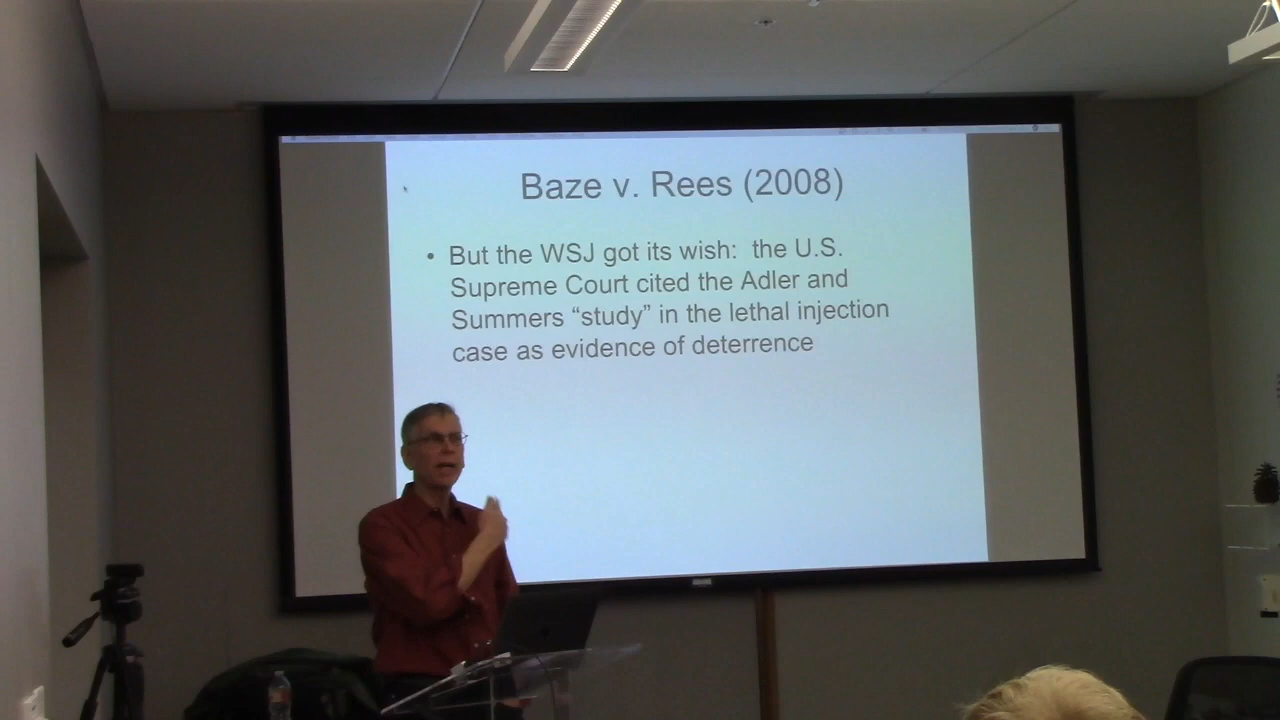 Baze v. Rees (2008)
• But the WSJ got its wish: the U.S.
Supreme Court cited the Adler and
Summers “study” in the lethal injection
case as evidence of deterrence